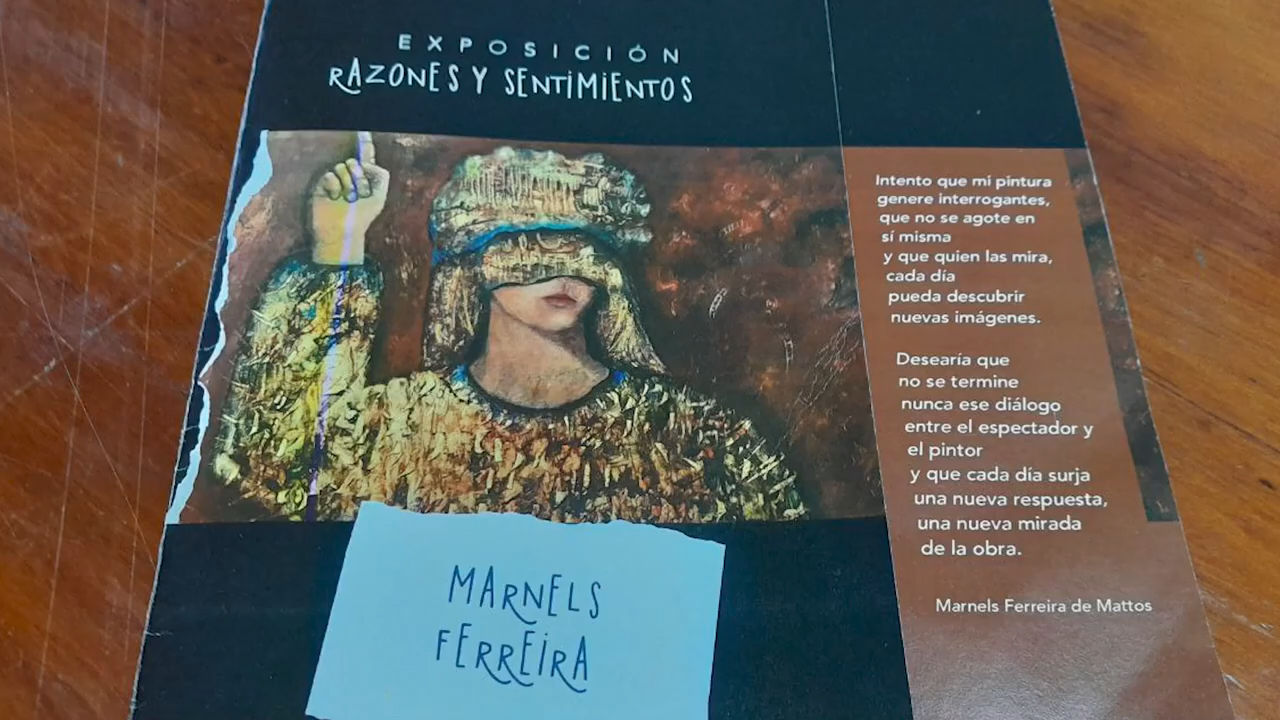 EXPOSICIÓN
RAZONES Y SENTIMIENTOS
MARNELS
FERREIRA
Intento que mi pintura
genere interrogantes,
que no se agote en
sí misma
y que quien las mira,
cada día
pueda descubrir
nuevas imágenes.
Desearía que
no se termine
nunca ese diálogo
entre el espectador y
el pintor
y que cada día surja
una nueva respuesta,
una nueva mirada
de la obra.
Marnels Ferreira de Mattos